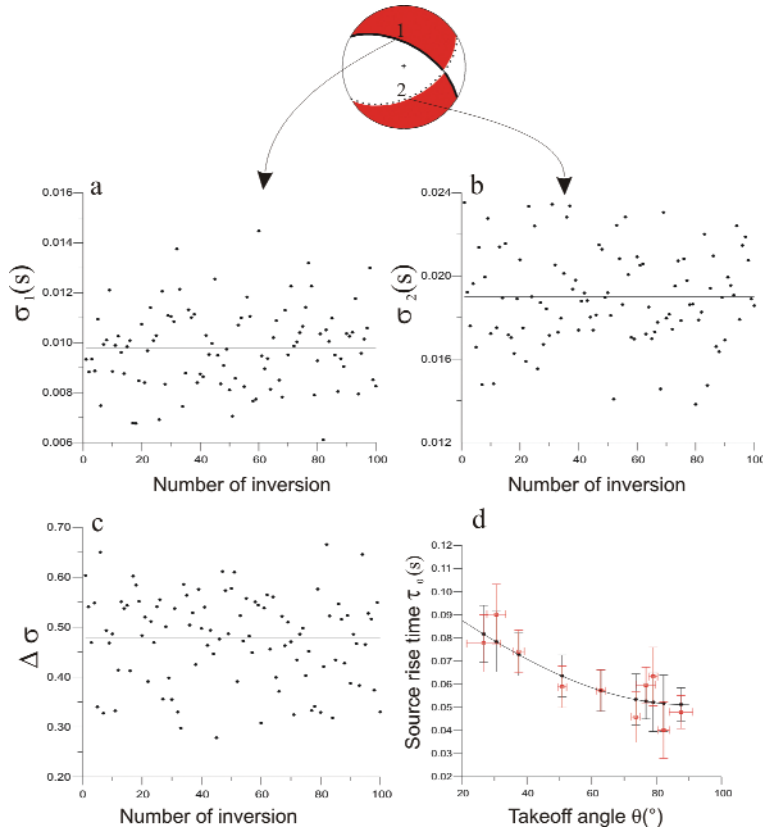 1
2
a
0.016
0.014
0.012
0.010
0.008
0.006
σ₁(s)
0 20 40 60 80 100
Number of inversion
b
0.024
0.020
0.016
0.012
σ₂(s)
0 20 40 60 80 100
Number of inversion
c
0.70
0.60
0.50
0.40
0.30
0.20
Δ σ
0 20 40 60 80 100
Number of inversion
d
0.12
0.11
0.10
0.09
0.08
0.07
0.06
0.05
0.04
0.03
0.02
Source rise time τ₀(s)
20 40 60 80 100
Takeoff angle θ(°)